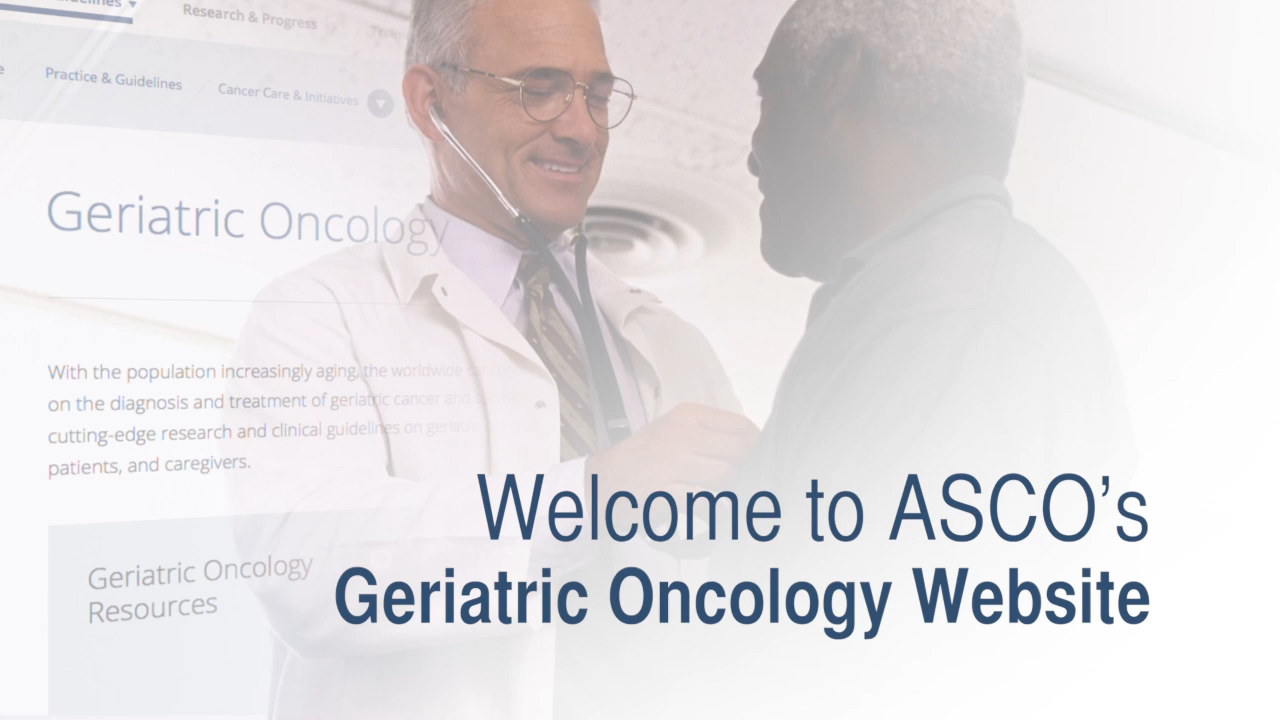 Research & Progress
Practice & Guidelines
Cancer Care & Initiatives
Geriatric Oncology
With the population increasingly aging, the worldwide
on the diagnosis and treatment of geriatric cancer and
cutting-edge research and clinical guidelines on
patients, and caregivers.
Geriatric Oncology
Resources
Welcome to ASCO’s
Geriatric Oncology Website